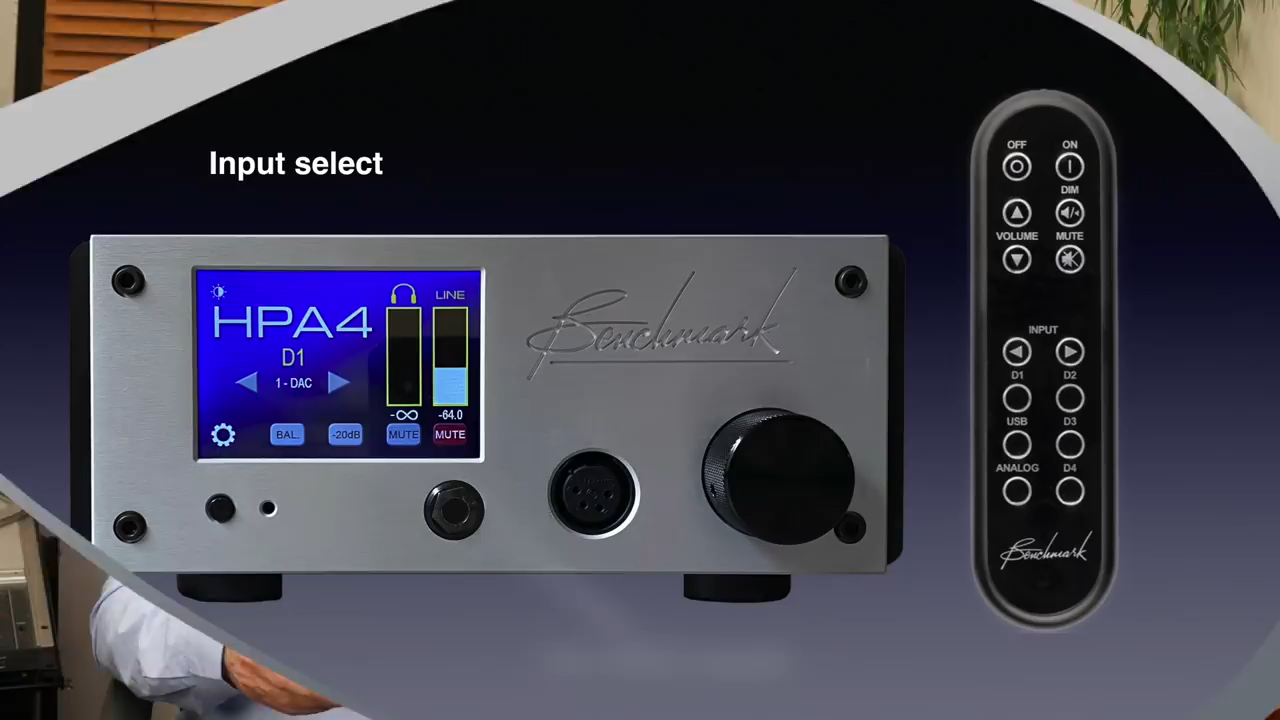 Input select
HPA4
LINE
D1
1 - DAC
-∞
-64.0
BAL.
-20dB
MUTE
MUTE
Benchmark
OFF
ON
DIM
VOLUME
MUTE
INPUT
D1
D2
USB
D3
ANALOG
D4
Benchmark